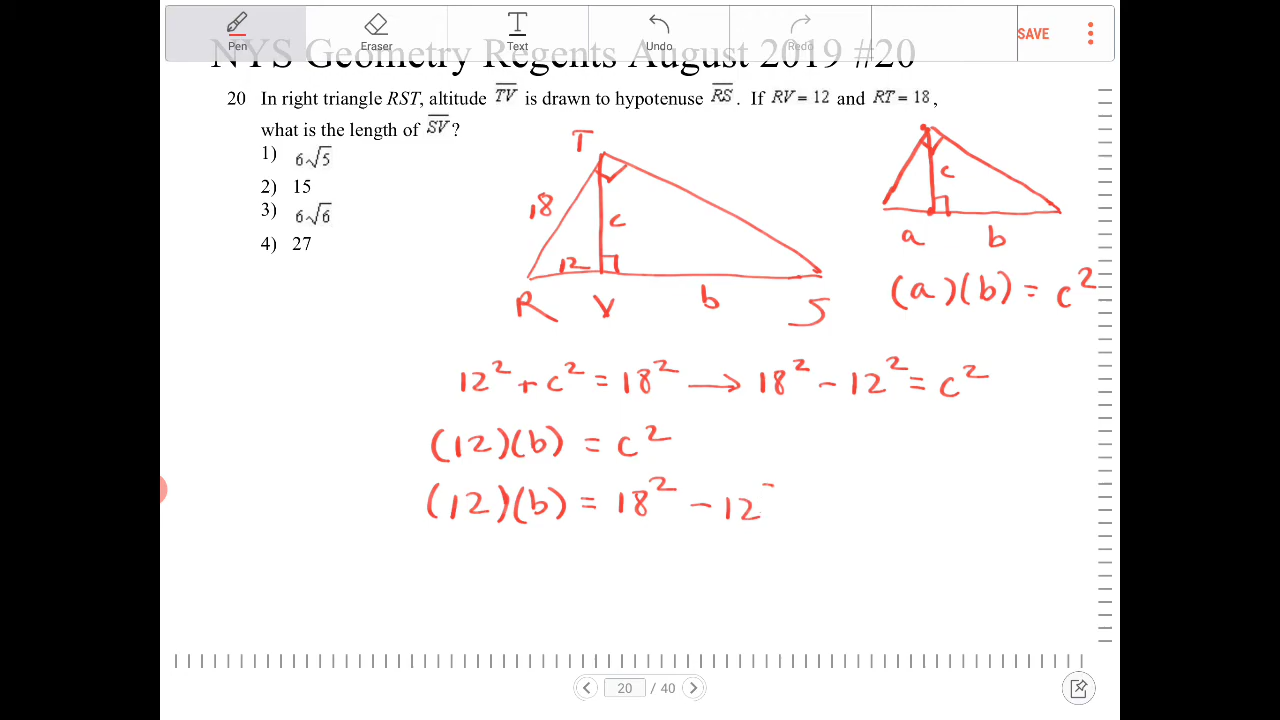 Pen Eraser Text Undo Redo SAVE
NYS Geometry Regents August 2019 #20
20 In right triangle RST, altitude T̅V̅ is drawn to hypotenuse R̅S̅. If RV = 12 and RT = 18,
what is the length of S̅V̅?
1) 6√5
2) 15
3) 6√6
4) 27
T
18
c
12
R V b S
c
a b
(a)(b) = c²
12² + c² = 18² → 18² - 12² = c²
(12)(b) = c²
(12)(b) = 18² - 12
20 / 40